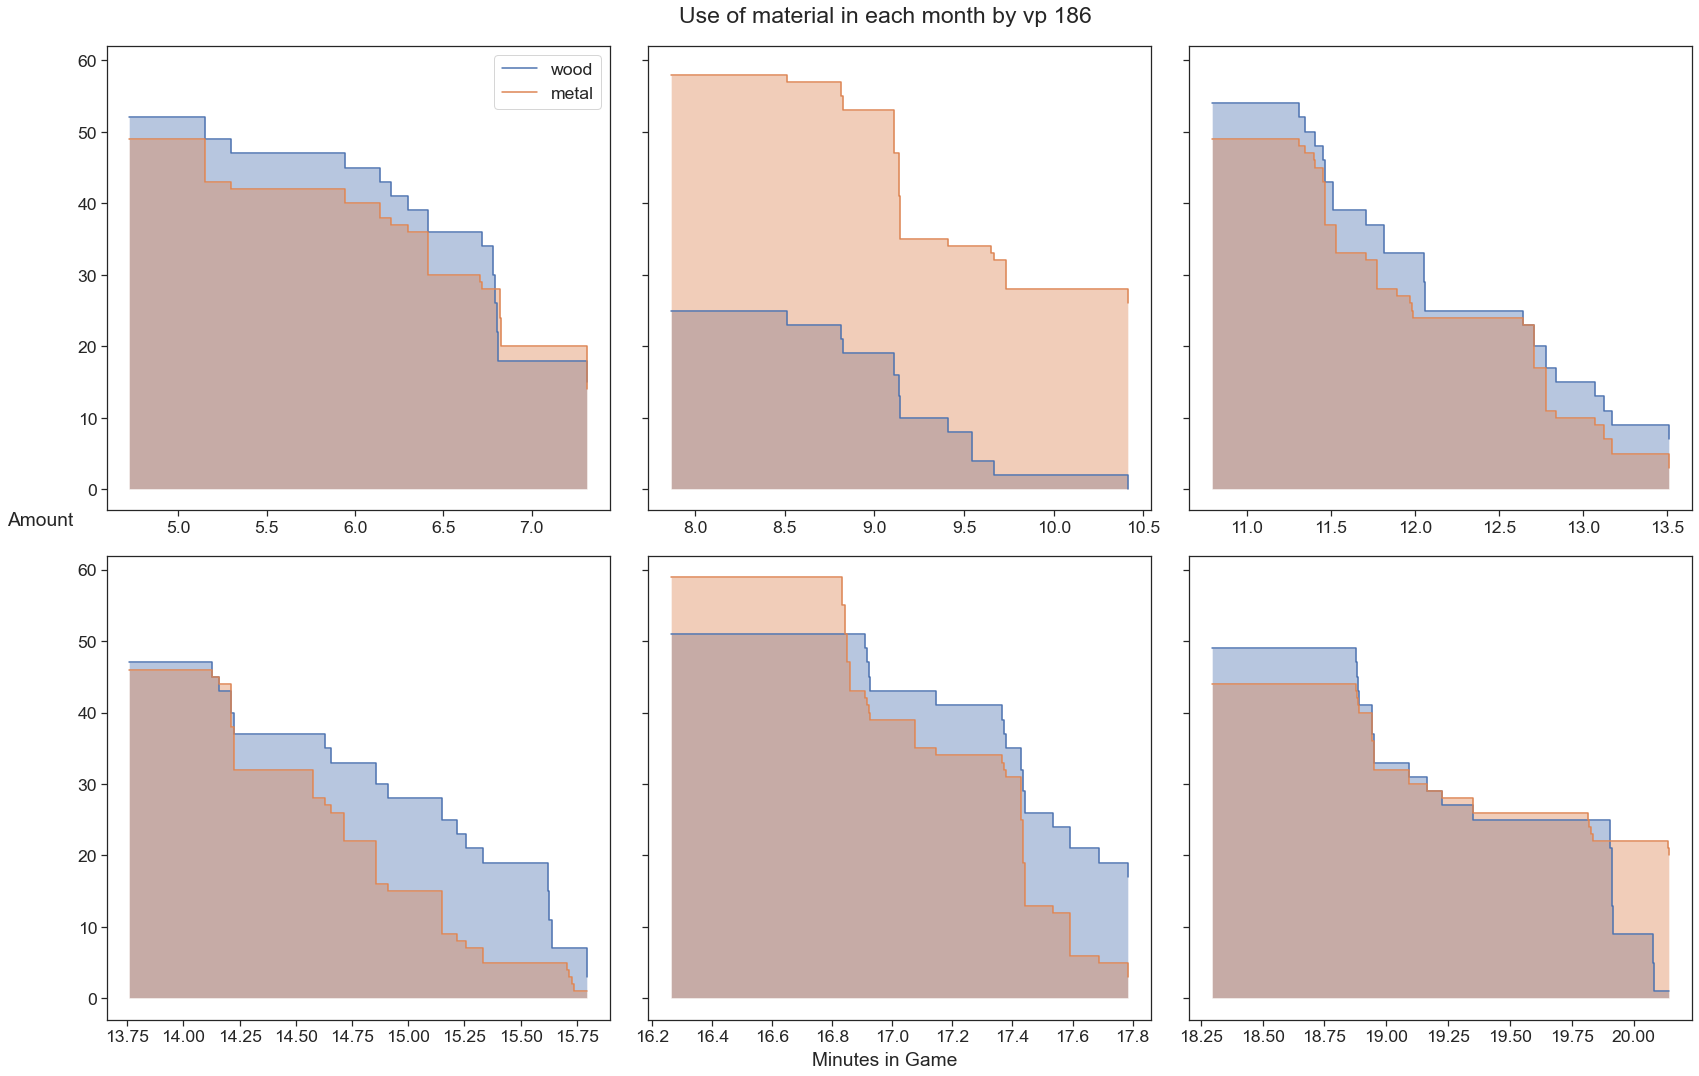 Use of material in each month by vp 186
wood
metal
60
50
40
30
20
10
0
5.0 5.5 6.0 6.5 7.0
8.0 8.5 9.0 9.5 10.0 10.5
11.0 11.5 12.0 12.5 13.0 13.5
Amount
60
50
40
30
20
10
0
13.75 14.00 14.25 14.50 14.75 15.00 15.25 15.50 15.75
16.2 16.4 16.6 16.8 17.0 17.2 17.4 17.6 17.8
18.25 18.50 18.75 19.00 19.25 19.50 19.75 20.00
Minutes in Game